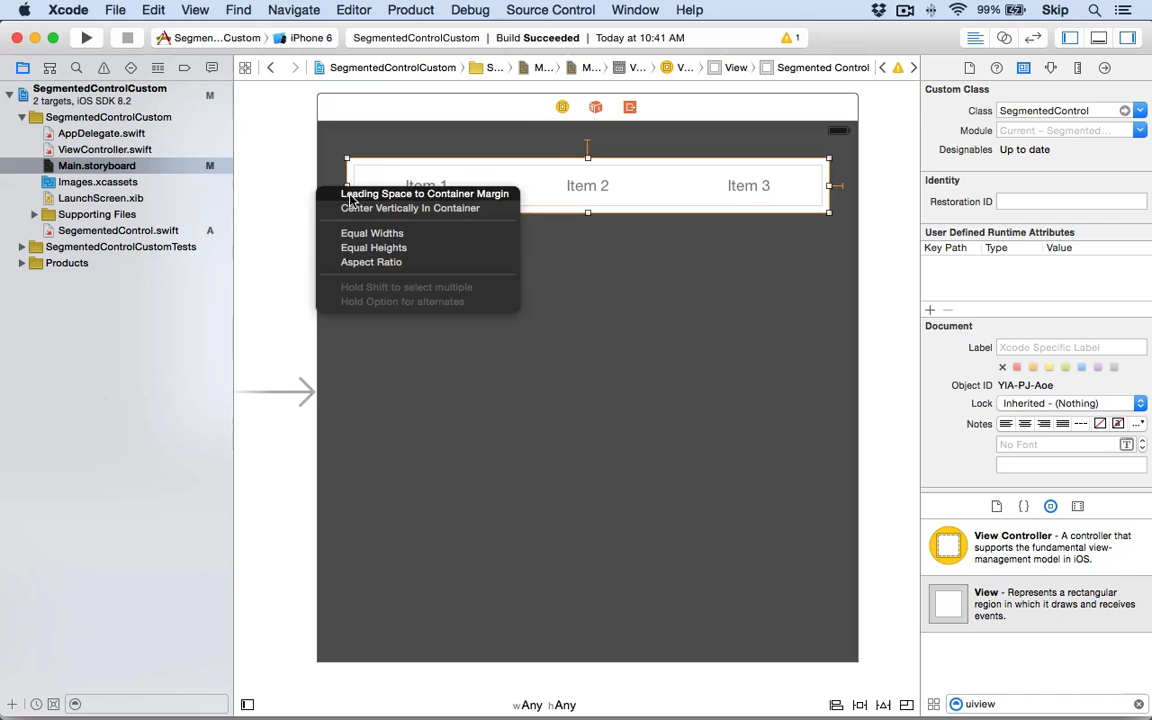 Xcode File Edit View Find Navigate Editor Product Debug Source Control Window Help 99% Skip
Segmen...Custom iPhone 6 SegmentedControlCustom | Build Succeeded | Today at 10:41 AM 1
SegmentedControlCustom S... M... M... V... V... View Segmented Control
SegmentedControlCustom M
2 targets, iOS SDK 8.2
SegmentedControlCustom
AppDelegate.swift
ViewController.swift
Main.storyboard M
Images.xcassets
LaunchScreen.xib
Supporting Files
SegementedControl.swift A
SegmentedControlCustomTests
Products
Item 1 Item 2 Item 3
Leading Space to Container Margin
Center Vertically In Container
Equal Widths
Equal Heights
Aspect Ratio
Hold Shift to select multiple
Hold Option for alternates
wAny hAny
Custom Class
Class SegmentedControl
Module Current – Segmented...
Designables Up to date
Identity
Restoration ID
User Defined Runtime Attributes
Key Path Type Value
Document
Label Xcode Specific Label
Object ID YIA-PJ-Aoe
Lock Inherited - (Nothing)
Notes
No Font
View Controller - A controller that
supports the fundamental view-
management model in iOS.
View - Represents a rectangular
region in which it draws and receives
events.
uiview